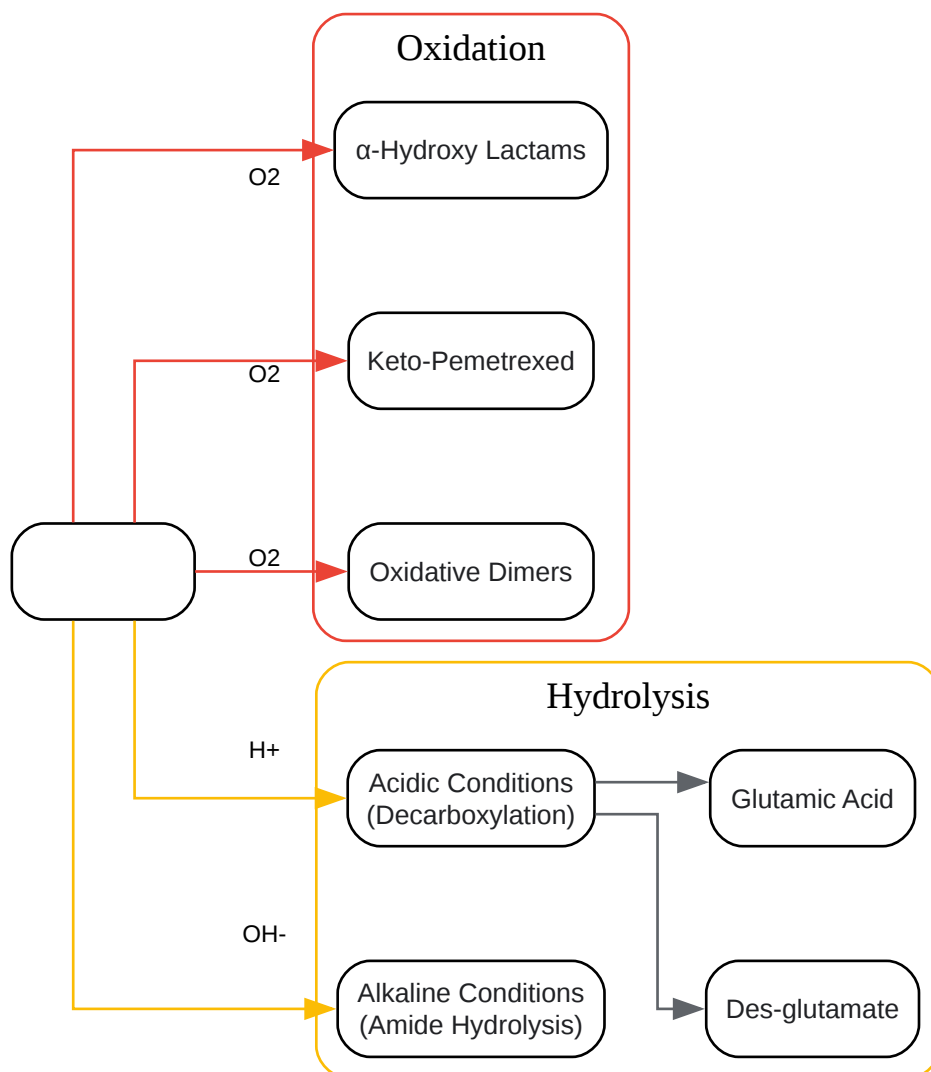 Oxidation
α-Hydroxy Lactams
O2
Keto-Pemetrexed
O2
Oxidative Dimers
O2
Hydrolysis
H+
Acidic Conditions
(Decarboxylation)
Glutamic Acid
OH-
Alkaline Conditions
(Amide Hydrolysis)
Des-glutamate